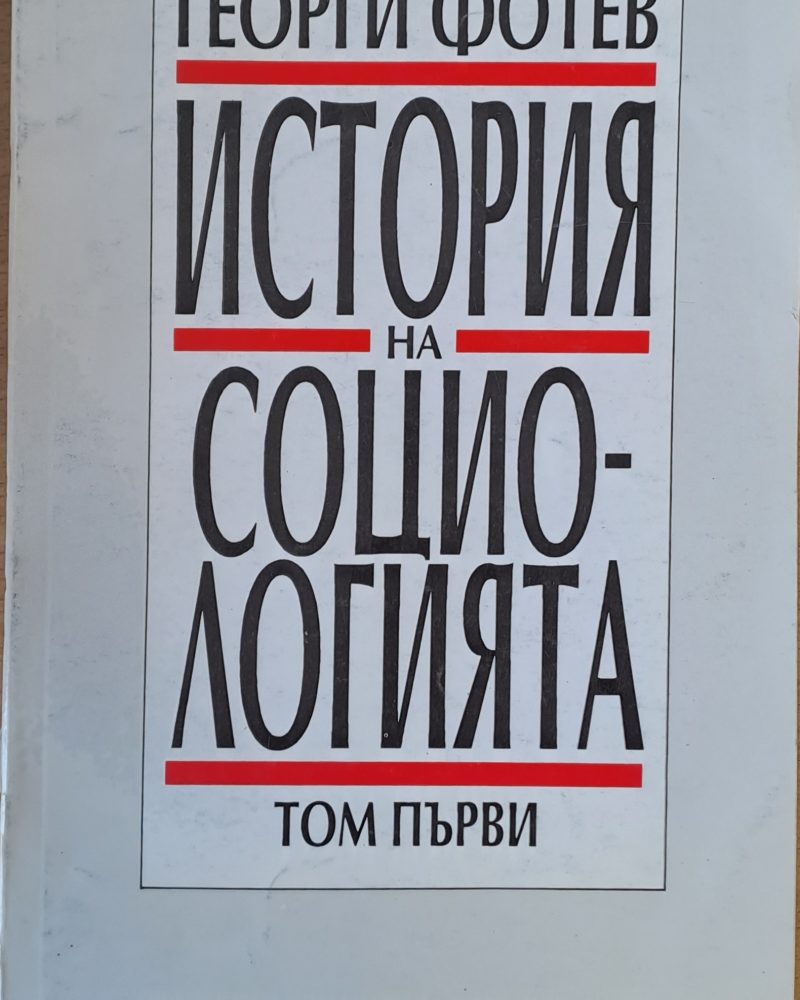 ГЕОРГИ ФОТЕВ
ИСТОРИЯ
НА
СОЦИО-
ЛОГИЯТА
ТОМ ПЪРВИ